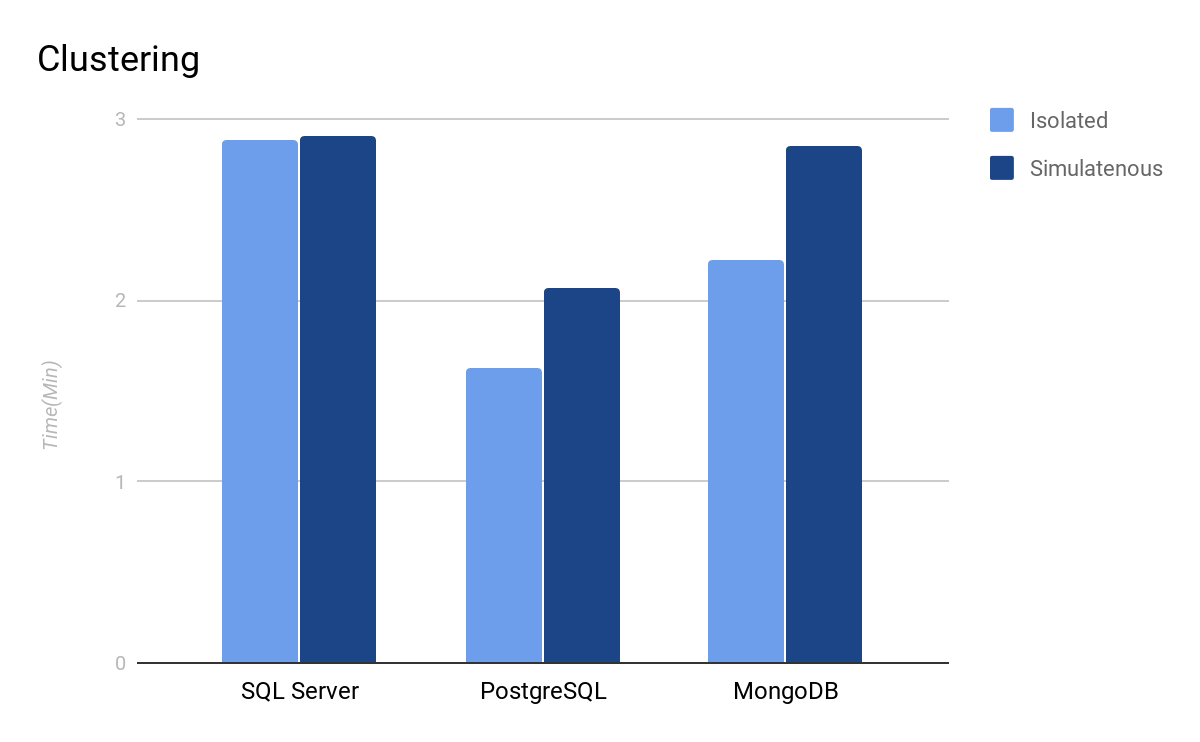 Clustering
3
2
1
0
Time(Min)
SQL Server
PostgreSQL
MongoDB
Isolated
Simulatenous